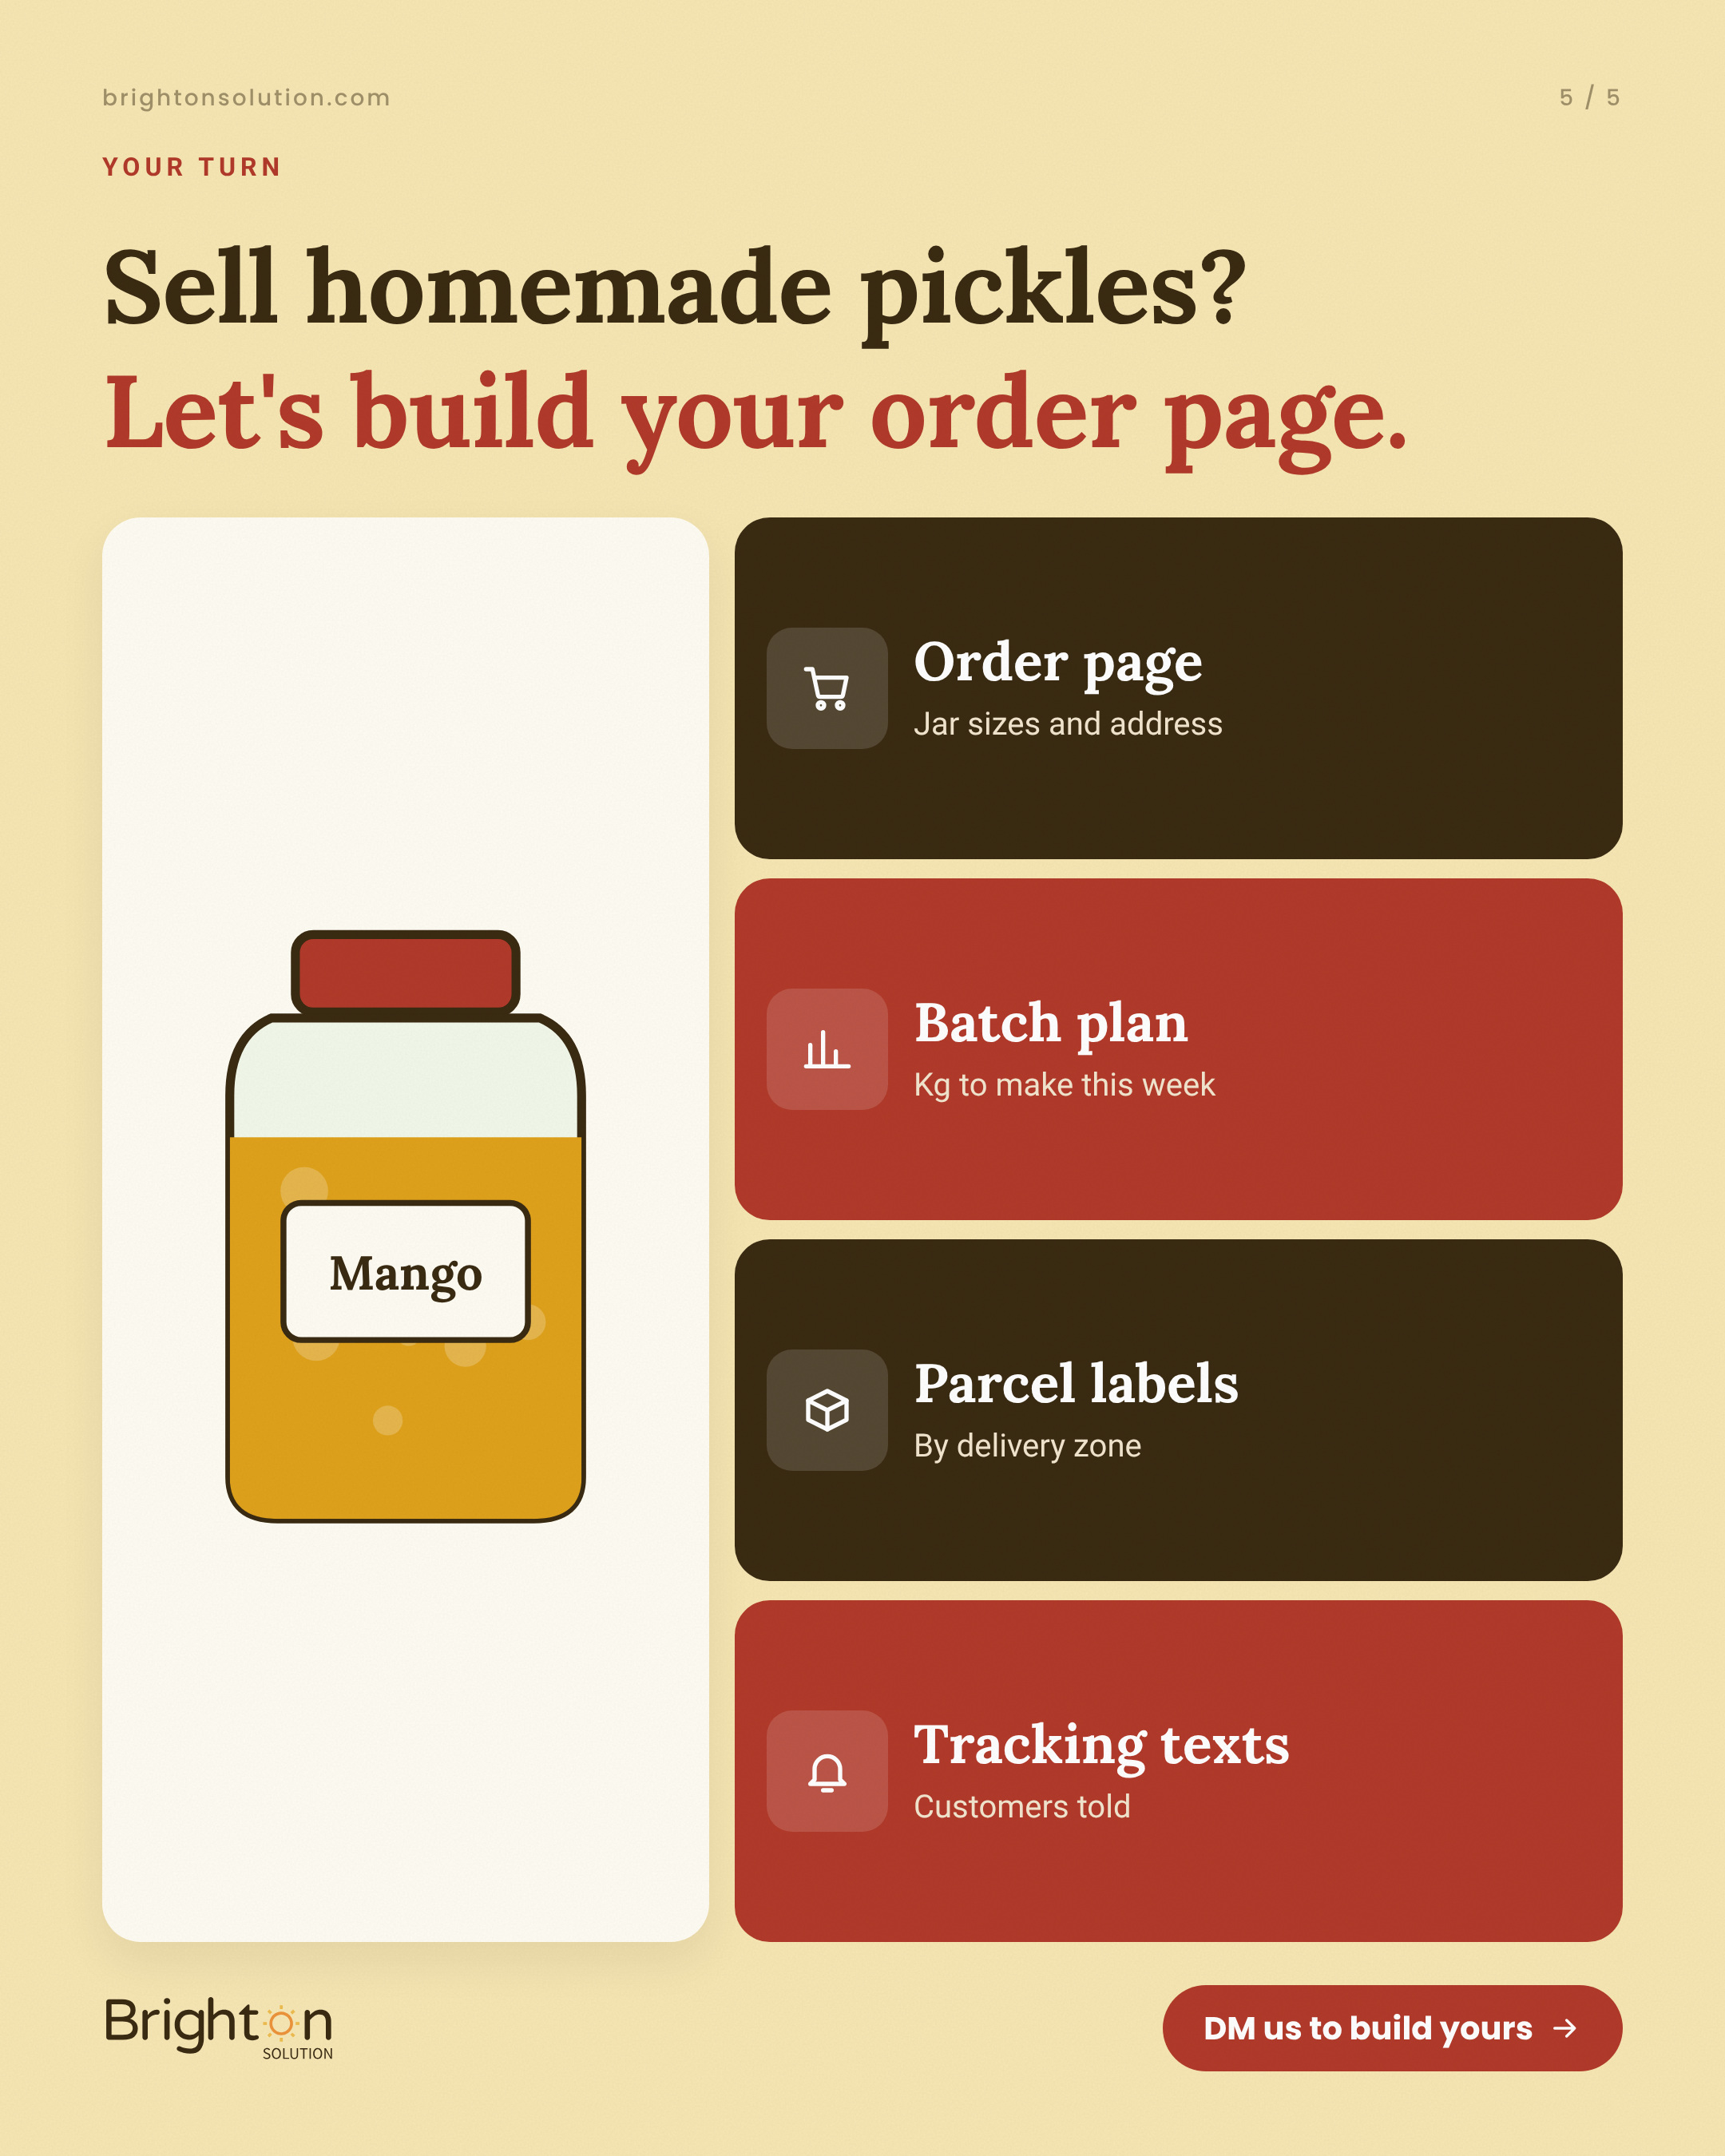 brightonsolution.com
5 / 5
YOUR TURN
Sell homemade pickles?
Let's build your order page.
Mango
Order page
Jar sizes and address
Batch plan
Kg to make this week
Parcel labels
By delivery zone
Tracking texts
Customers told
Brighton
SOLUTION
DM us to build yours →